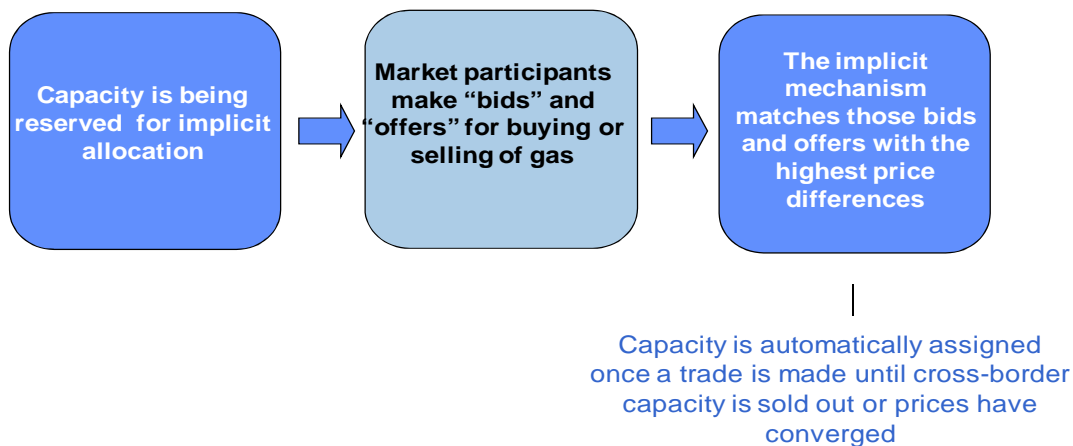 Capacity is being
reserved for implicit
allocation
Market participants
make “bids” and
“offers” for buying or
selling of gas
The implicit
mechanism
matches those bids
and offers with the
highest price
differences
Capacity is automatically assigned
once a trade is made until cross-border
capacity is sold out or prices have
converged